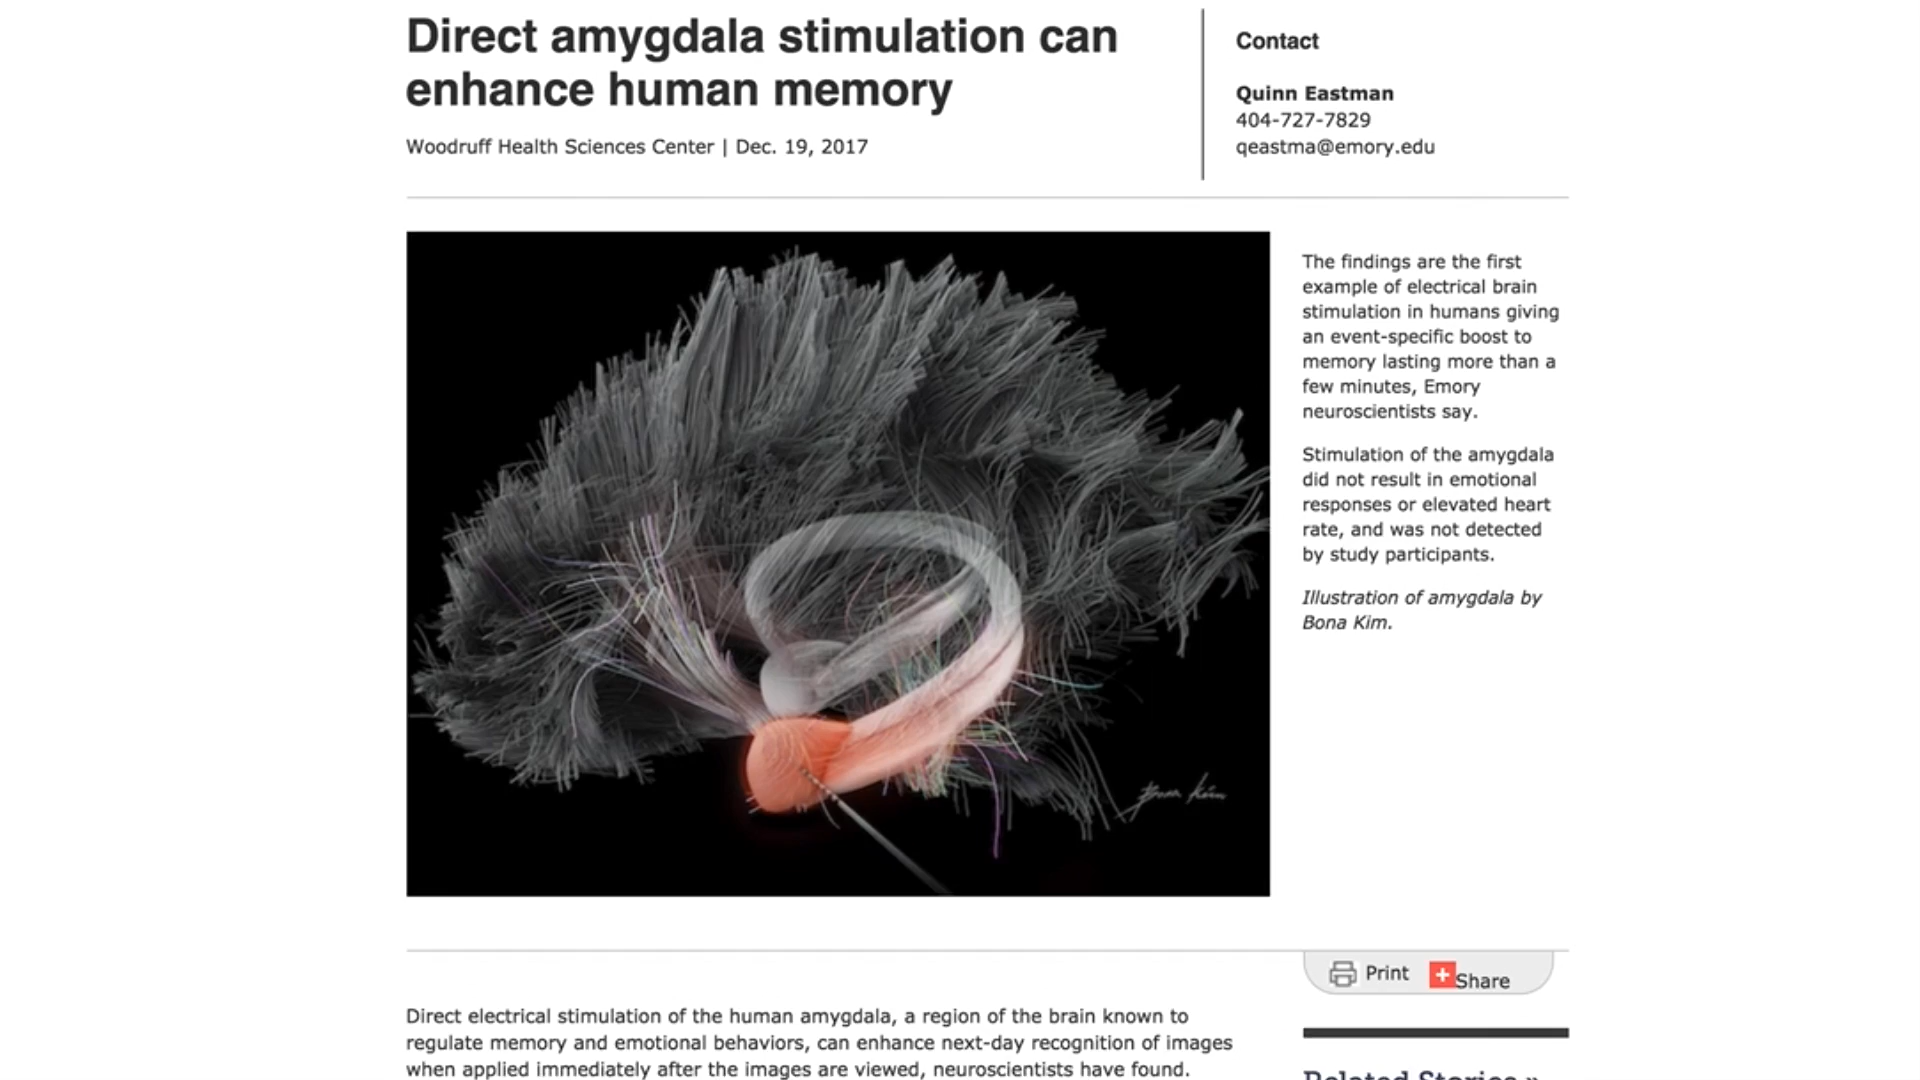 Direct amygdala stimulation can
enhance human memory
Woodruff Health Sciences Center | Dec. 19, 2017
Contact
Quinn Eastman
404-727-7829
qeastma@emory.edu
The findings are the first
example of electrical brain
stimulation in humans giving
an event-specific boost to
memory lasting more than a
few minutes, Emory
neuroscientists say.
Stimulation of the amygdala
did not result in emotional
responses or elevated heart
rate, and was not detected
by study participants.
Illustration of amygdala by
Bona Kim.
Bona Kim
Print Share
Direct electrical stimulation of the human amygdala, a region of the brain known to
regulate memory and emotional behaviors, can enhance next-day recognition of images
when applied immediately after the images are viewed, neuroscientists have found.
Related Stories »